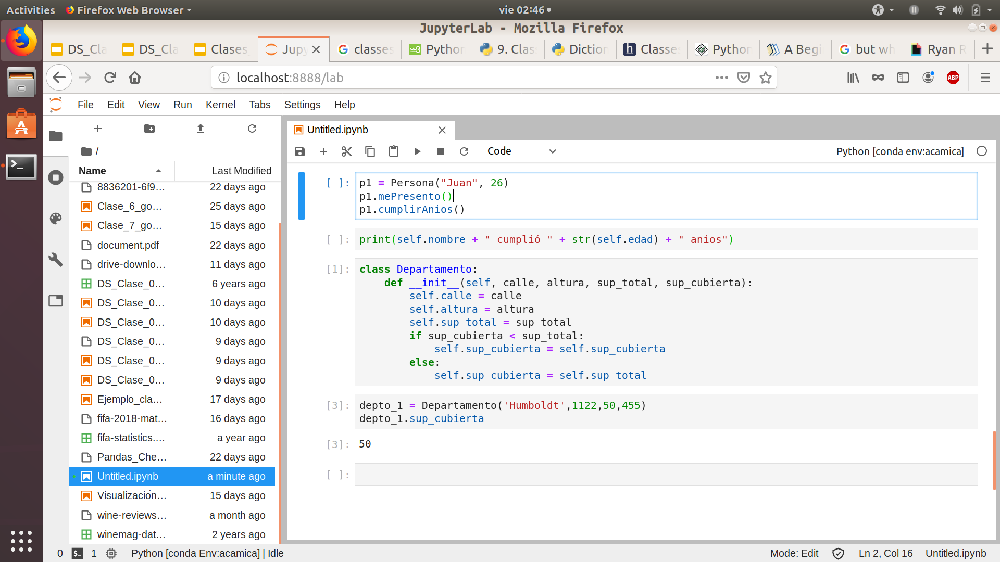 Activities Firefox Web Browser vie 02:46
JupyterLab - Mozilla Firefox
DS_Cla DS_Cla Clases_ Jupy classes Python 9. Clas Diction Classes Python A Begi but wh Ryan R
localhost:8888/lab ABP
File Edit View Run Kernel Tabs Settings Help
Untitled.ipynb
/
Code Python [conda env:acamica]
Name Last Modified
8836201-6f9… 22 days ago
Clase_6_go… 25 days ago
Clase_7_go… 15 days ago
document.pdf 22 days ago
drive-downlo… 11 days ago
DS_Clase_0… 6 years ago
DS_Clase_0… 10 days ago
DS_Clase_0… 10 days ago
DS_Clase_0… 9 days ago
DS_Clase_0… 9 days ago
DS_Clase_0… 9 days ago
Ejemplo_cla… 17 days ago
fifa-2018-mat… 16 days ago
fifa-statistics.… a year ago
Pandas_Che… 22 days ago
Untitled.ipynb a minute ago
Visualización… 15 days ago
wine-reviews… a month ago
winemag-dat… 2 years ago
[ ]: p1 = Persona("Juan", 26)
p1.mePresento()
p1.cumplirAnios()
[ ]: print(self.nombre + " cumplió " + str(self.edad) + " anios")
[1]: class Departamento:
def __init__(self, calle, altura, sup_total, sup_cubierta):
self.calle = calle
self.altura = altura
self.sup_total = sup_total
if sup_cubierta < sup_total:
self.sup_cubierta = self.sup_cubierta
else:
self.sup_cubierta = self.sup_total
[3]: depto_1 = Departamento('Humboldt',1122,50,455)
depto_1.sup_cubierta
[3]: 50
[ ]:
0 $_ 1 Python [conda Env:acamica] | Idle Mode: Edit Ln 2, Col 16 Untitled.ipynb